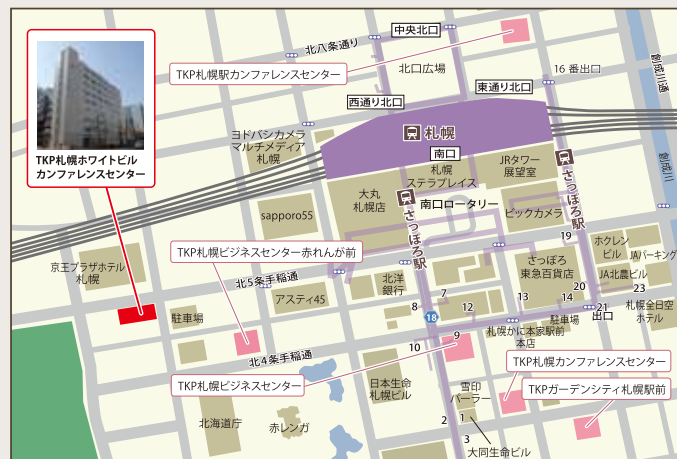 中央北口
北八条通り
TKP札幌駅カンファレンスセンター
北口広場
16番出口
創成川通
西通り北口
東通り北口
ヨドバシカメラ
マルチメディア
札幌
札幌
南口
TKP札幌ホワイトビル
カンファレンスセンター
JRタワー
展望室
札幌
ステラプレイス
大丸
札幌店
さっぽろ駅
さっぽろ駅
南口ロータリー
ビックカメラ
sapporo55
創成川
19
ホクレン
ビル
JAパーキング
TKP札幌ビジネスセンター赤れんが前
京王プラザホテル
札幌
北5条手稲通
北洋
銀行
さっぽろ
東急百貨店
JA北農ビル
アスティ45
7
8
12
13
14
20
21
出口
23
札幌全日空
ホテル
駐車場
18
駐車場
9
10
札幌かに本家駅前
本店
北4条手稲通
TKP札幌カンファレンスセンター
TKP札幌ビジネスセンター
日本生命
札幌ビル
雪印
パーラー
TKPガーデンシティ札幌駅前
1
2
3
北海道庁
赤レンガ
大同生命ビル